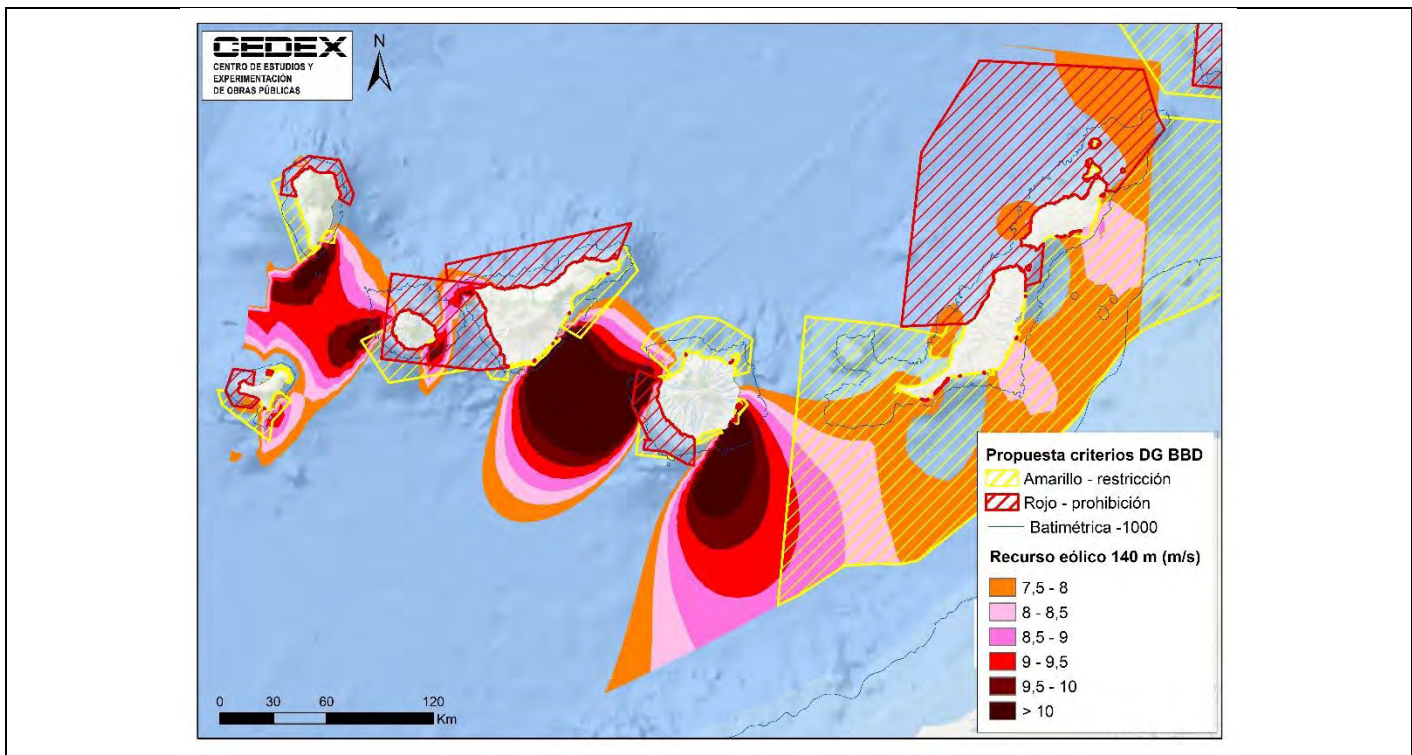 CEDEX
CENTRO DE ESTUDIOS Y
EXPERIMENTACIÓN
DE OBRAS PÚBLICAS
N
Propuesta criterios DG BBD
Amarillo - restricción
Rojo - prohibición
Batimétrica -1000
Recurso eólico 140 m (m/s)
7,5 - 8
8 - 8,5
8,5 - 9
9 - 9,5
9,5 - 10
> 10
0 30 60 120
Km